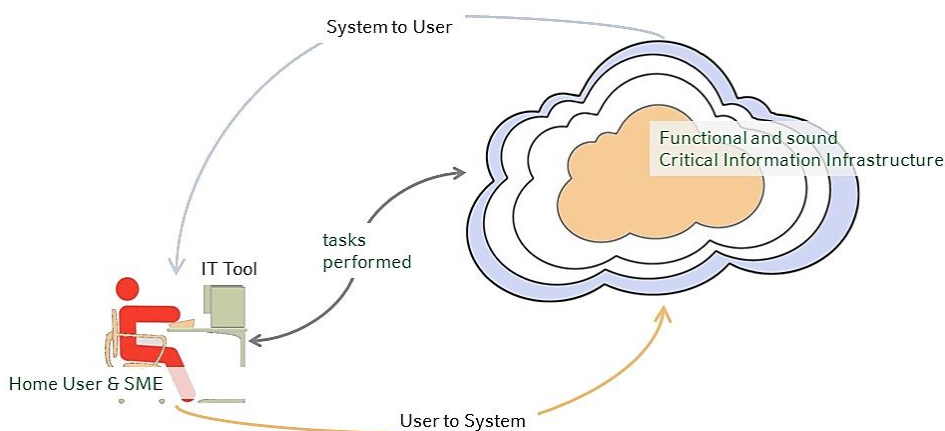 System to User
Functional and sound
Critical Information Infrastructure
tasks
performed
IT Tool
Home User & SME
User to System